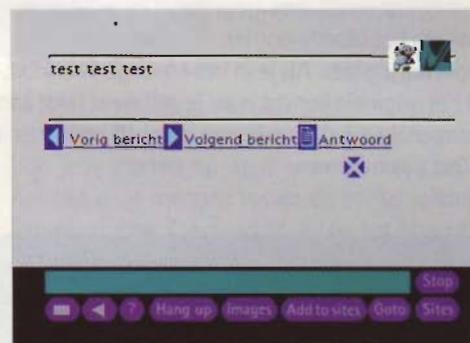 test test test
Vorig bericht Volgend bericht Antwoord
Stop
? Hang up Images Add to sites Goto Sites